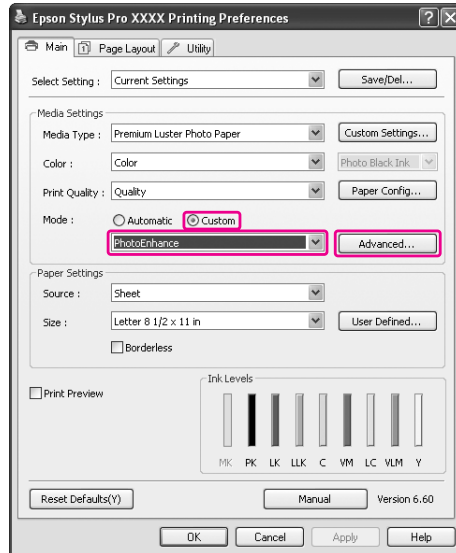 Epson Stylus Pro XXXX Printing Preferences
Main Page Layout Utility
Select Setting : Current Settings Save/Del...
Media Settings
Media Type : Premium Luster Photo Paper Custom Settings...
Color : Color Photo Black Ink
Print Quality : Quality Paper Config...
Mode : Automatic Custom
PhotoEnhance Advanced...
Paper Settings
Source : Sheet
Size : Letter 8 1/2 x 11 in User Defined...
Borderless
Print Preview
Ink Levels
MK PK LK LLK C VM LC VLM Y
Reset Defaults(Y) Manual Version 6.60
OK Cancel Apply Help